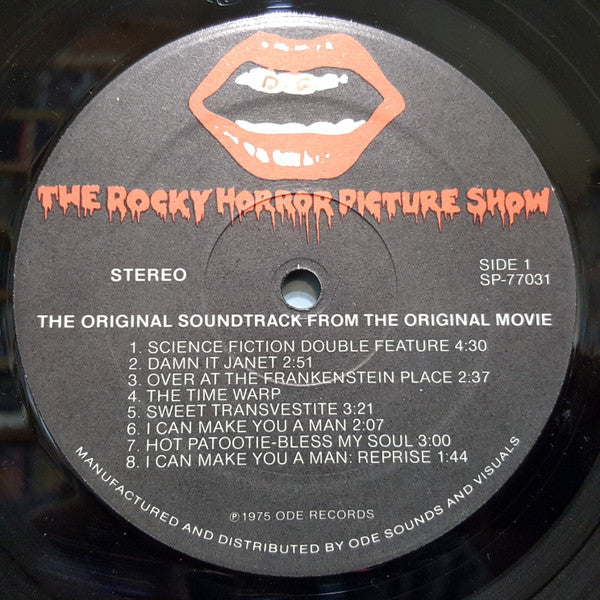 THE ROCKY HORROR PICTURE SHOW
STEREO
SIDE 1
SP-77031
THE ORIGINAL SOUNDTRACK FROM THE ORIGINAL MOVIE
1. SCIENCE FICTION DOUBLE FEATURE 4:30
2. DAMN IT JANET 2:51
3. OVER AT THE FRANKENSTEIN PLACE 2:37
4. THE TIME WARP
5. SWEET TRANSVESTITE 3:21
6. I CAN MAKE YOU A MAN 2:07
7. HOT PATOOTIE-BLESS MY SOUL 3:00
8. I CAN MAKE YOU A MAN: REPRISE 1:44
℗ 1975 ODE RECORDS
MANUFACTURED AND DISTRIBUTED BY ODE SOUNDS AND VISUALS